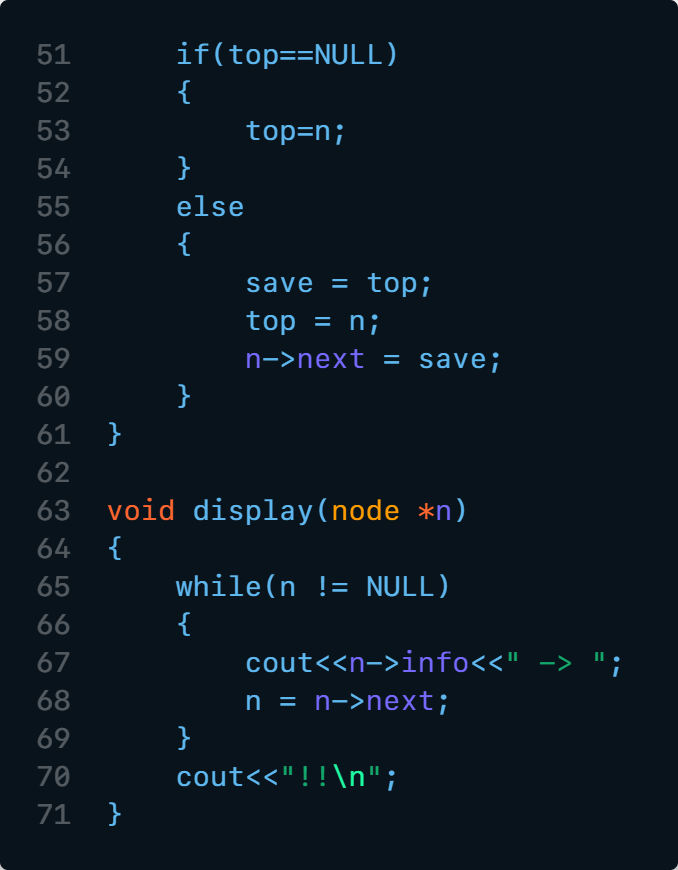 51      if(top==NULL)
52      {
53          top=n;
54      }
55      else
56      {
57          save = top;
58          top = n;
59          n->next = save;
60      }
61  }
62
63  void display(node *n)
64  {
65      while(n != NULL)
66      {
67          cout<<n->info<<" -> ";
68          n = n->next;
69      }
70      cout<<"!!\n";
71  }